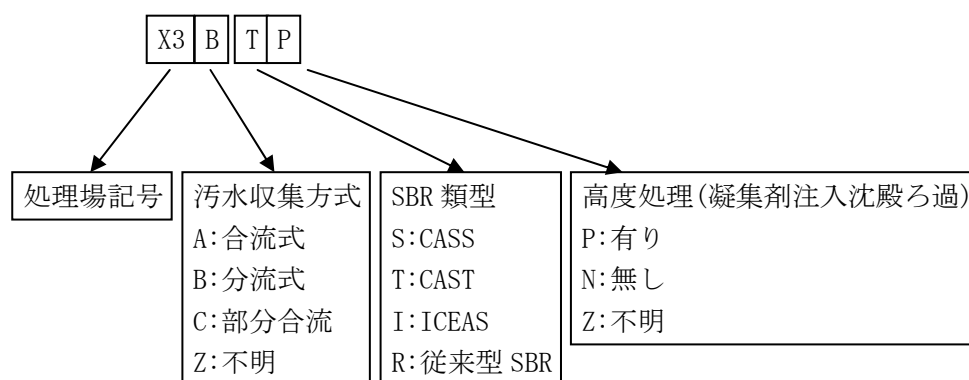 X3 B T P
処理場記号
汚水収集方式
A:合流式
B:分流式
C:部分合流
Z:不明
SBR 類型
S:CASS
T:CAST
I:ICEAS
R:従来型 SBR
高度処理(凝集剤注入沈殿ろ過)
P:有り
N:無し
Z:不明